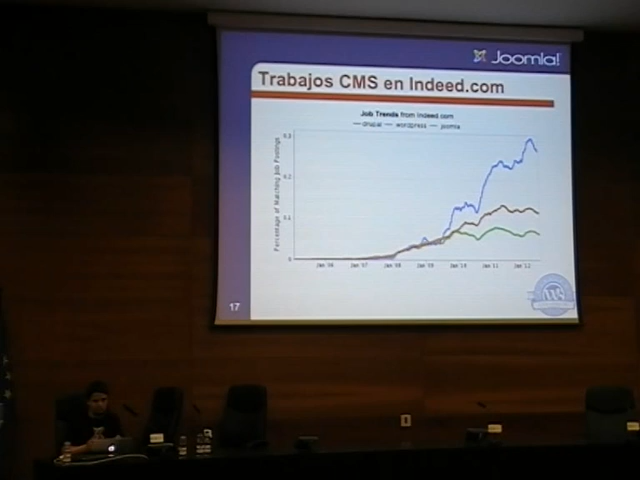 Joomla!
Trabajos CMS en Indeed.com
Job Trends from Indeed.com
drupal wordpress joomla
Percentage of Matching Job Postings
0.3
0.2
0.1
0
Jan '06 Jan '07 Jan '08 Jan '09 Jan '10 Jan '11 Jan '12
17